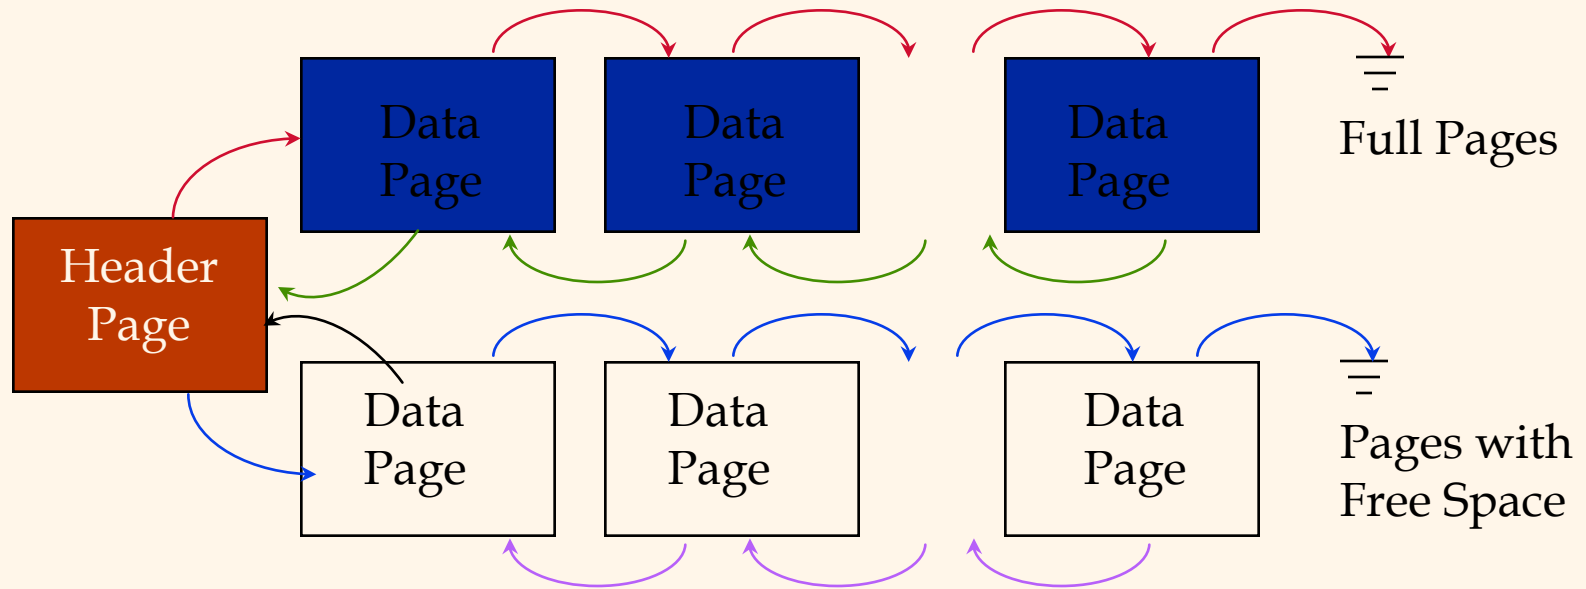 Data
Page
Data
Page
Data
Page
Full Pages
Header
Page
Data
Page
Data
Page
Data
Page
Pages with
Free Space